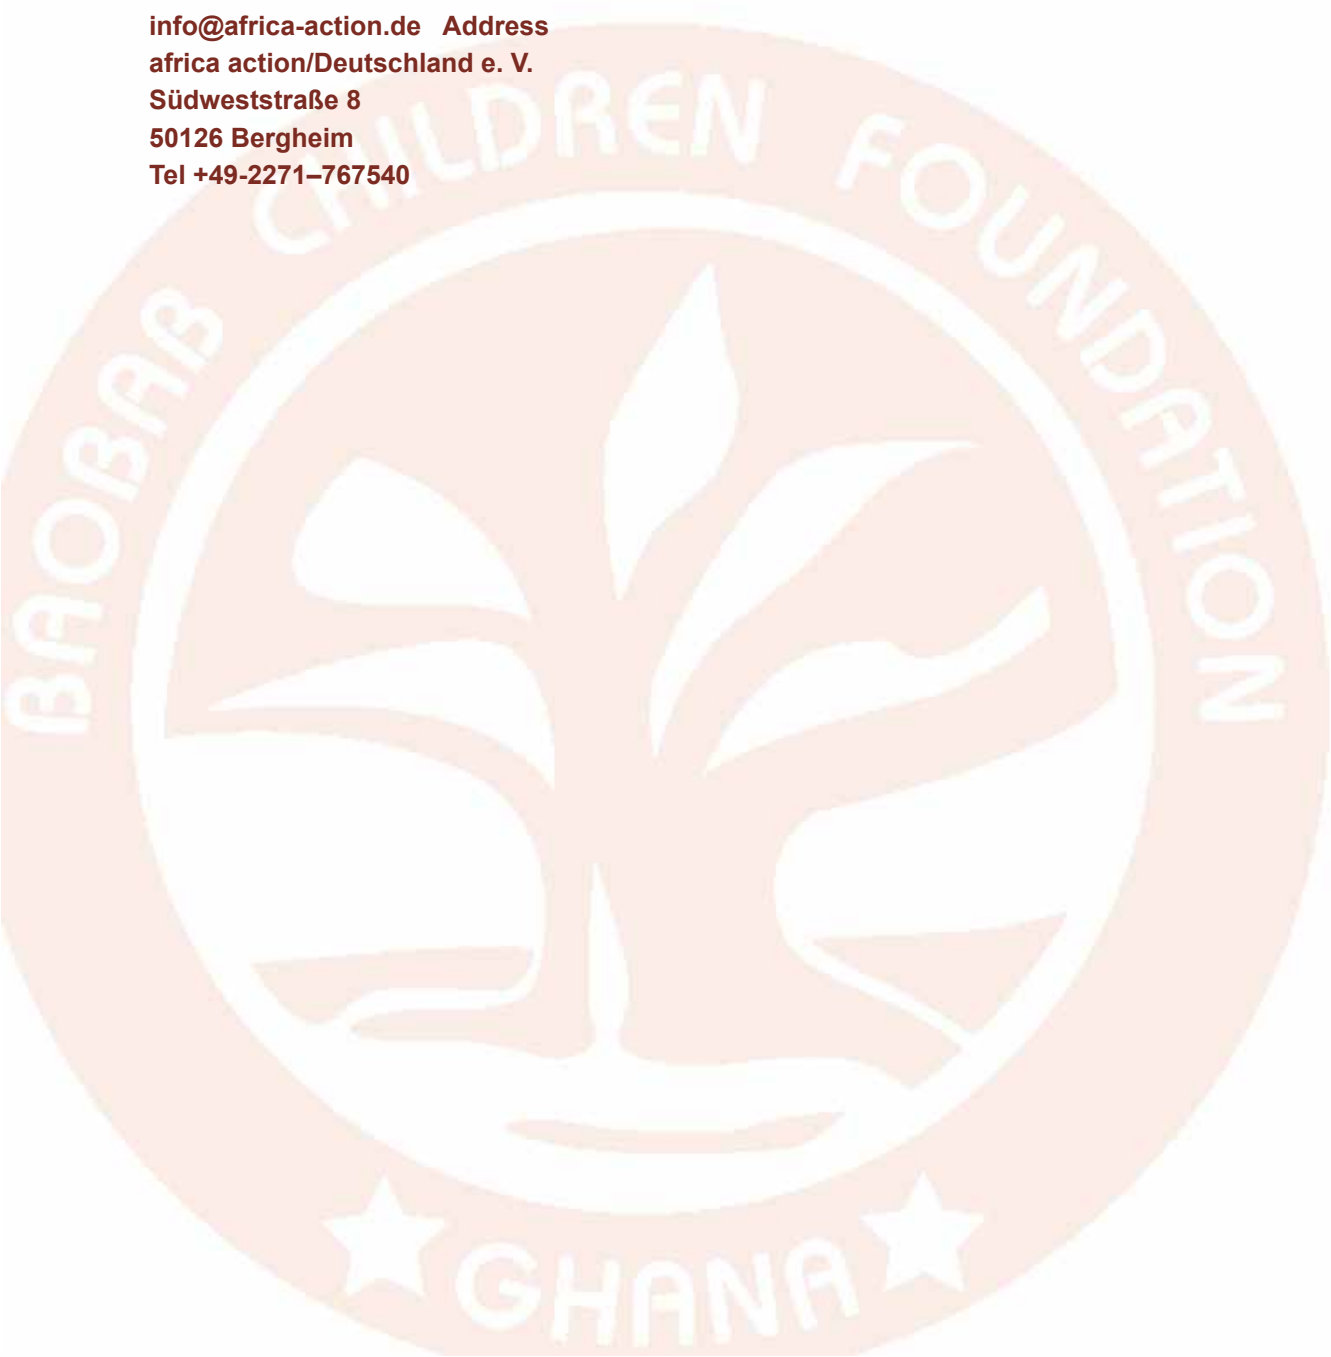 info@africa-action.de Address
africa action/Deutschland e. V.
Südweststraße 8
50126 Bergheim
Tel +49-2271–767540
BAOBAB CHILDREN FOUNDATION
GHANA